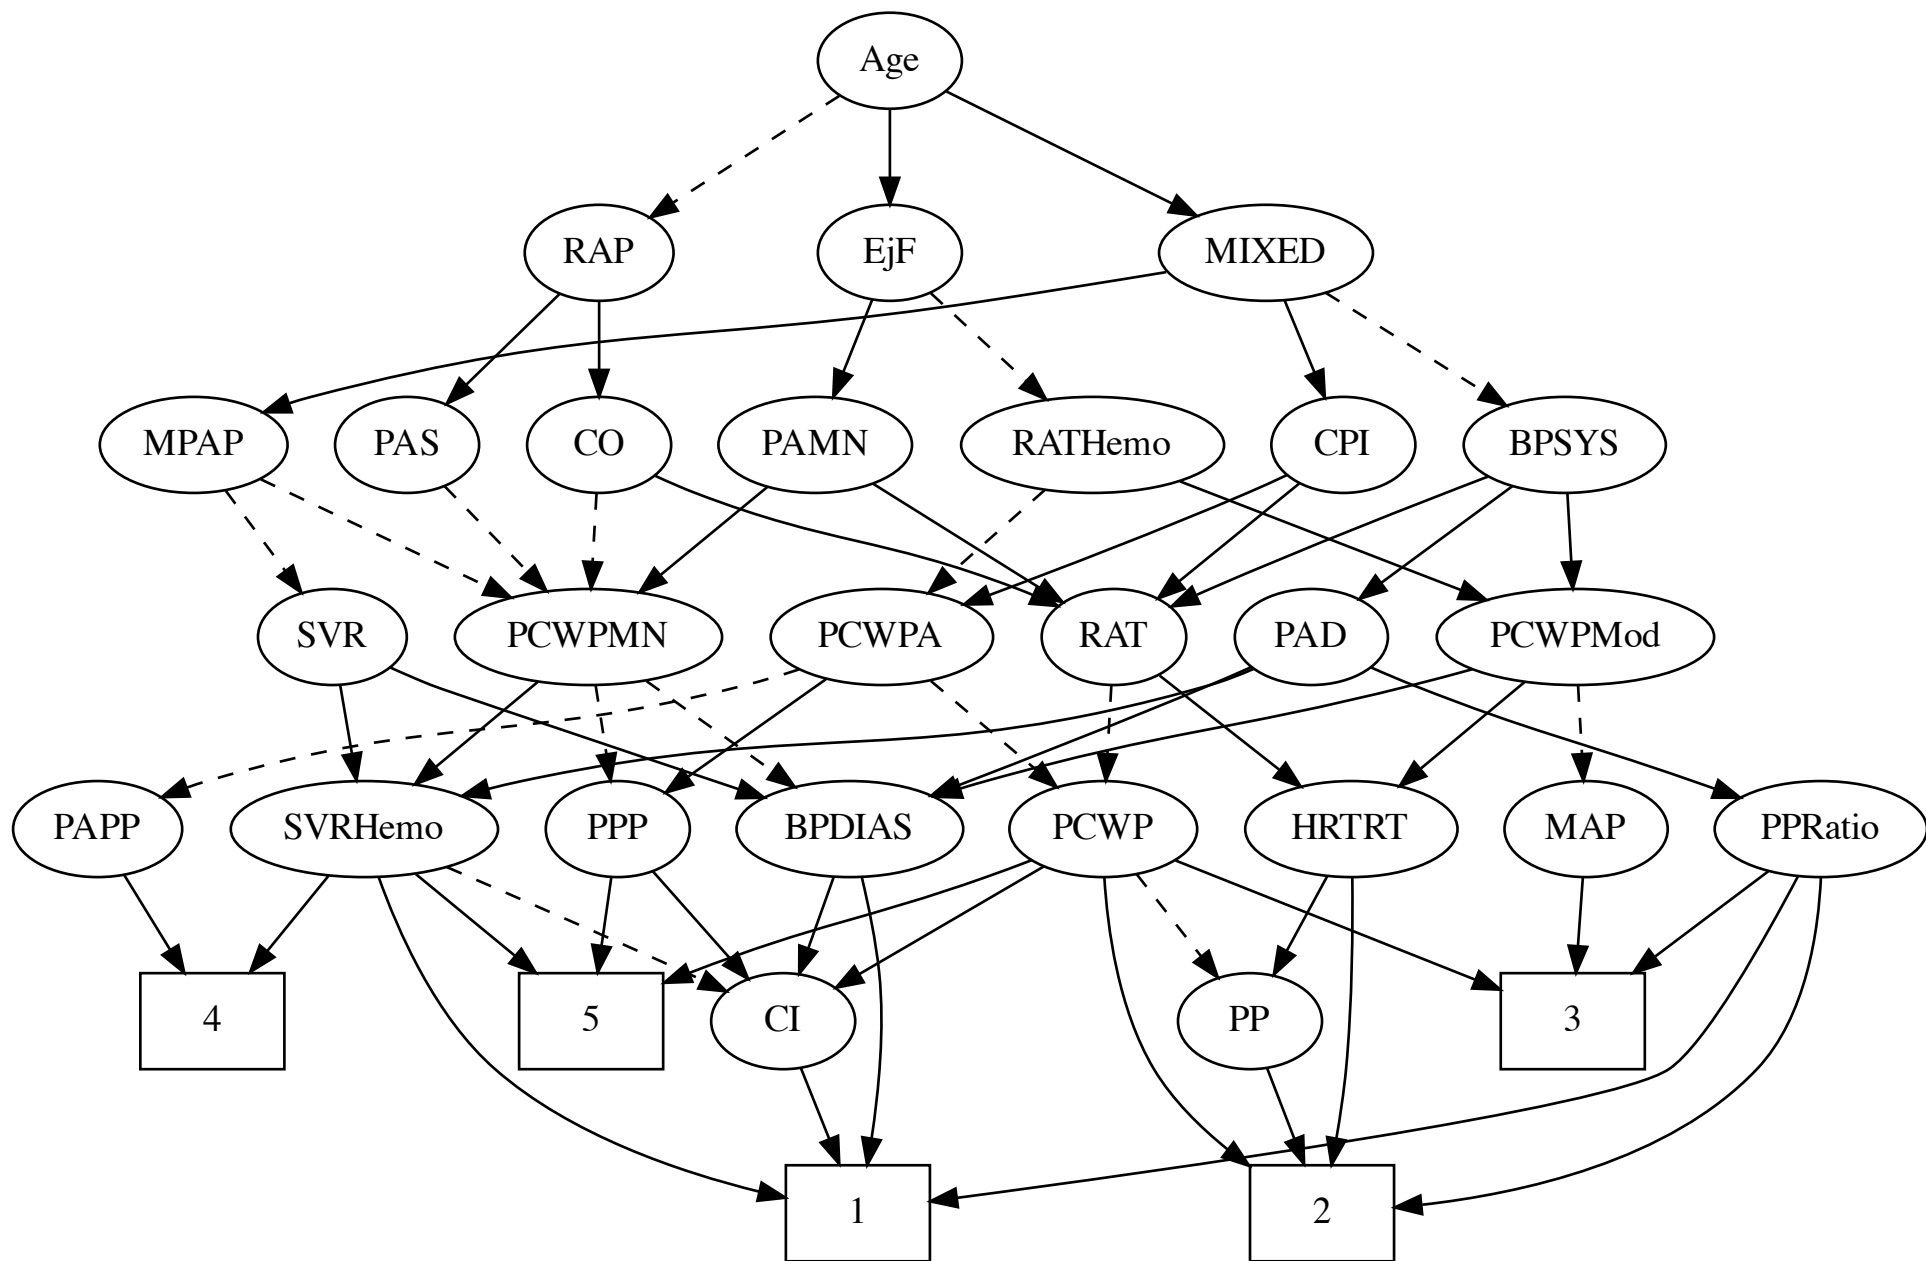 Age
RAP EjF MIXED
MPAP PAS CO PAMN RATHemo CPI BPSYS
SVR PCWPMN PCWPA RAT PAD PCWPMod
PAPP SVRHemo PPP BPDIAS PCWP HRTRT MAP PPRatio
4 5 CI PP 3
1 2